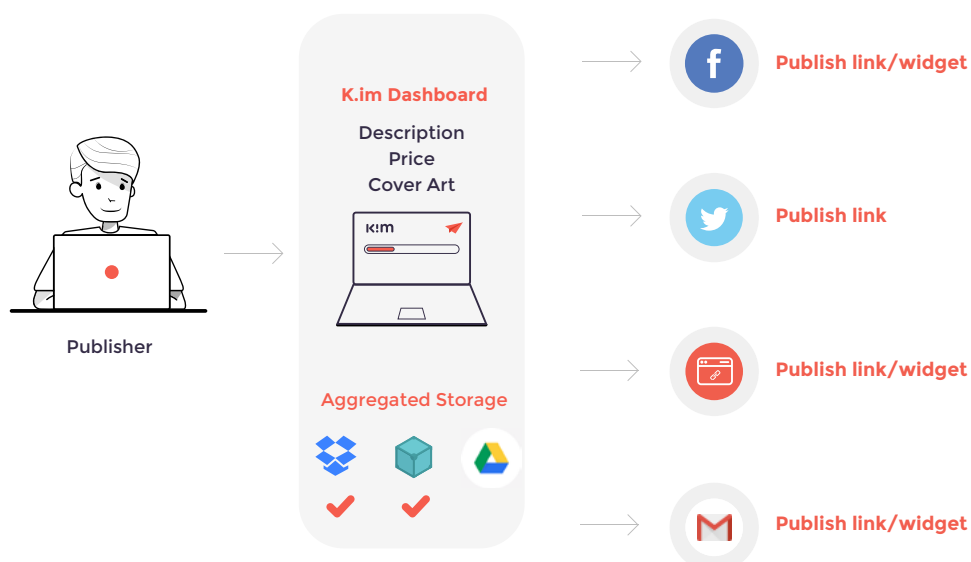 Publisher
K.im Dashboard
Description
Price
Cover Art
K!m
Aggregated Storage
f
Publish link/widget
Publish link
Publish link/widget
Publish link/widget